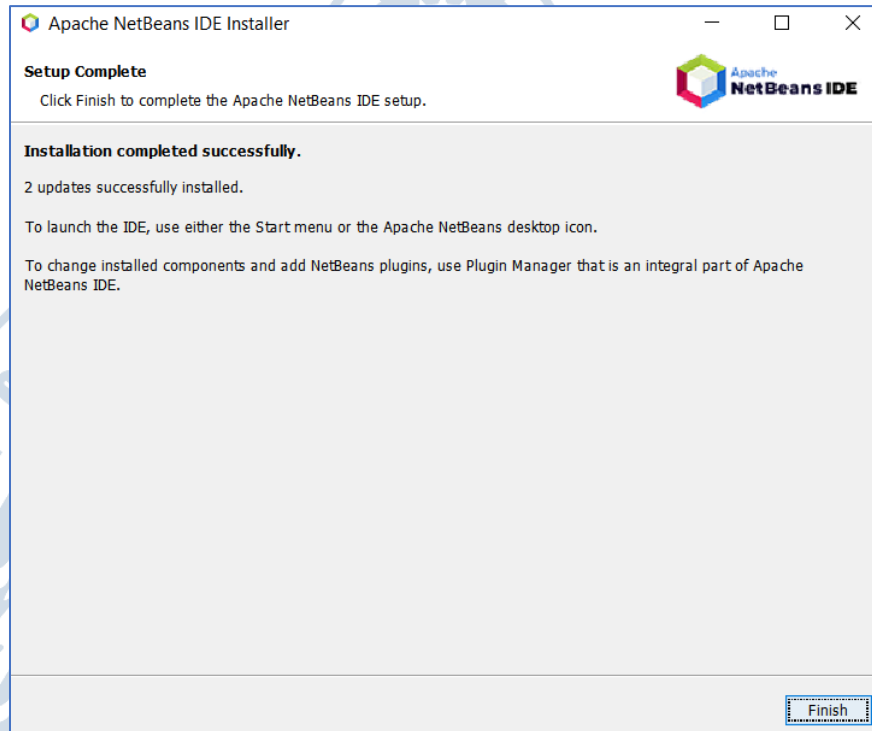 Apache NetBeans IDE Installer
Setup Complete
Click Finish to complete the Apache NetBeans IDE setup.
Apache
NetBeans IDE
Installation completed successfully.
2 updates successfully installed.
To launch the IDE, use either the Start menu or the Apache NetBeans desktop icon.
To change installed components and add NetBeans plugins, use Plugin Manager that is an integral part of Apache
NetBeans IDE.
Finish